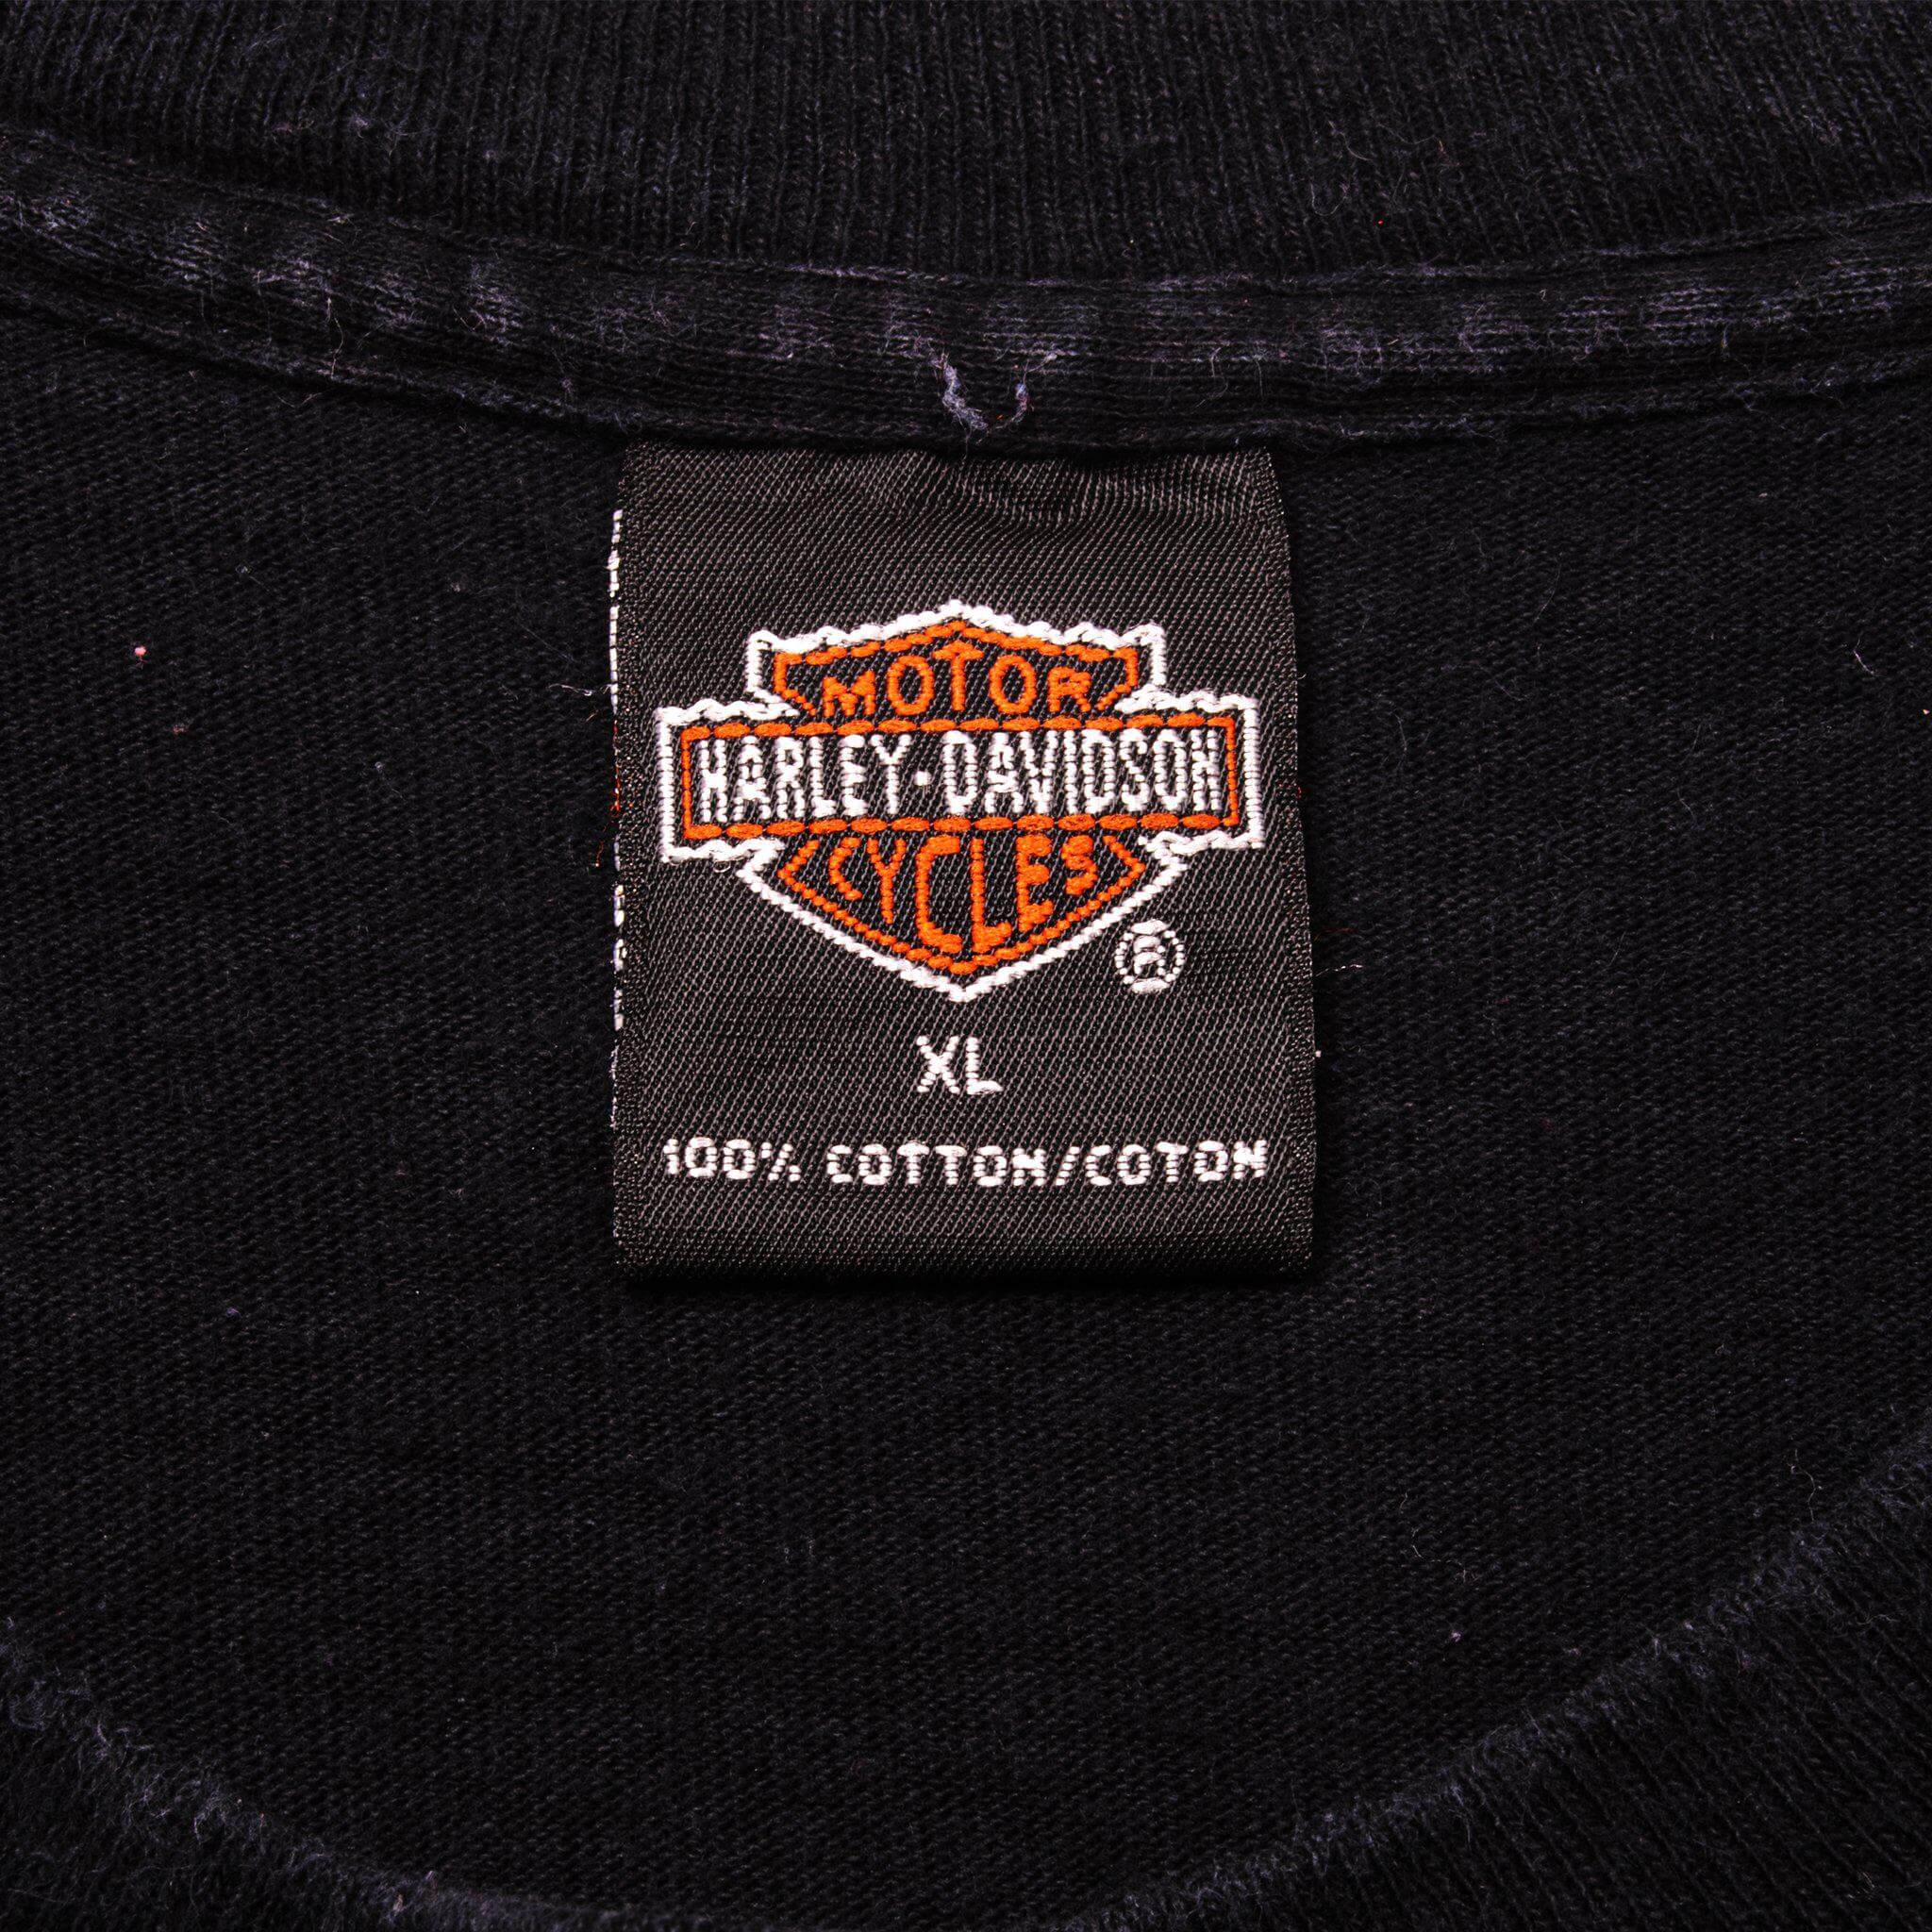 MOTOR
HARLEY-DAVIDSON
CYCLES
®
XL
100% COTTON/COTON